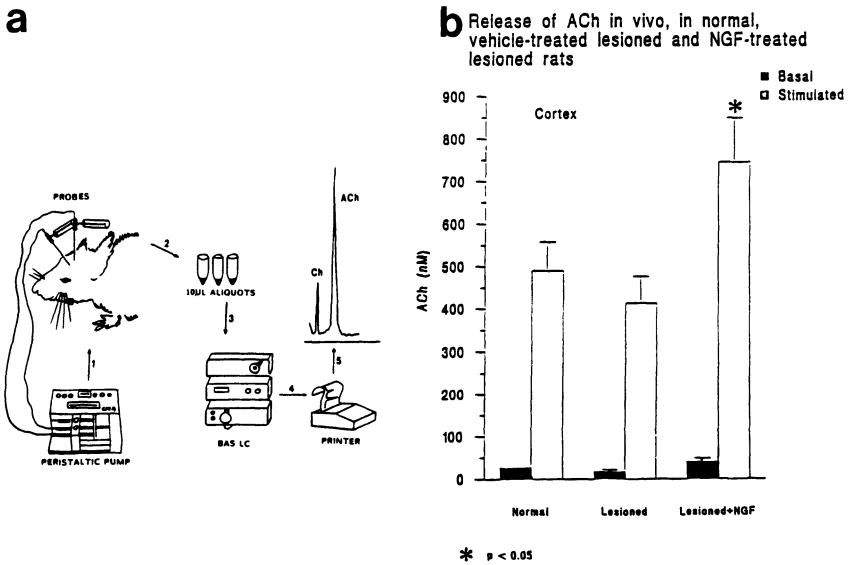 a
PROBES
2
10µL ALIQUOTS
3
1
PERISTALTIC PUMP
BAS LC
4
PRINTER
5
Ch
ACh
b Release of ACh in vivo, in normal,
vehicle-treated lesioned and NGF-treated
lesioned rats
Basal
Stimulated
Cortex
ACh (nM)
900
800
700
600
500
400
300
200
100
0
*
Normal Lesioned Lesioned+NGF
* p < 0.05